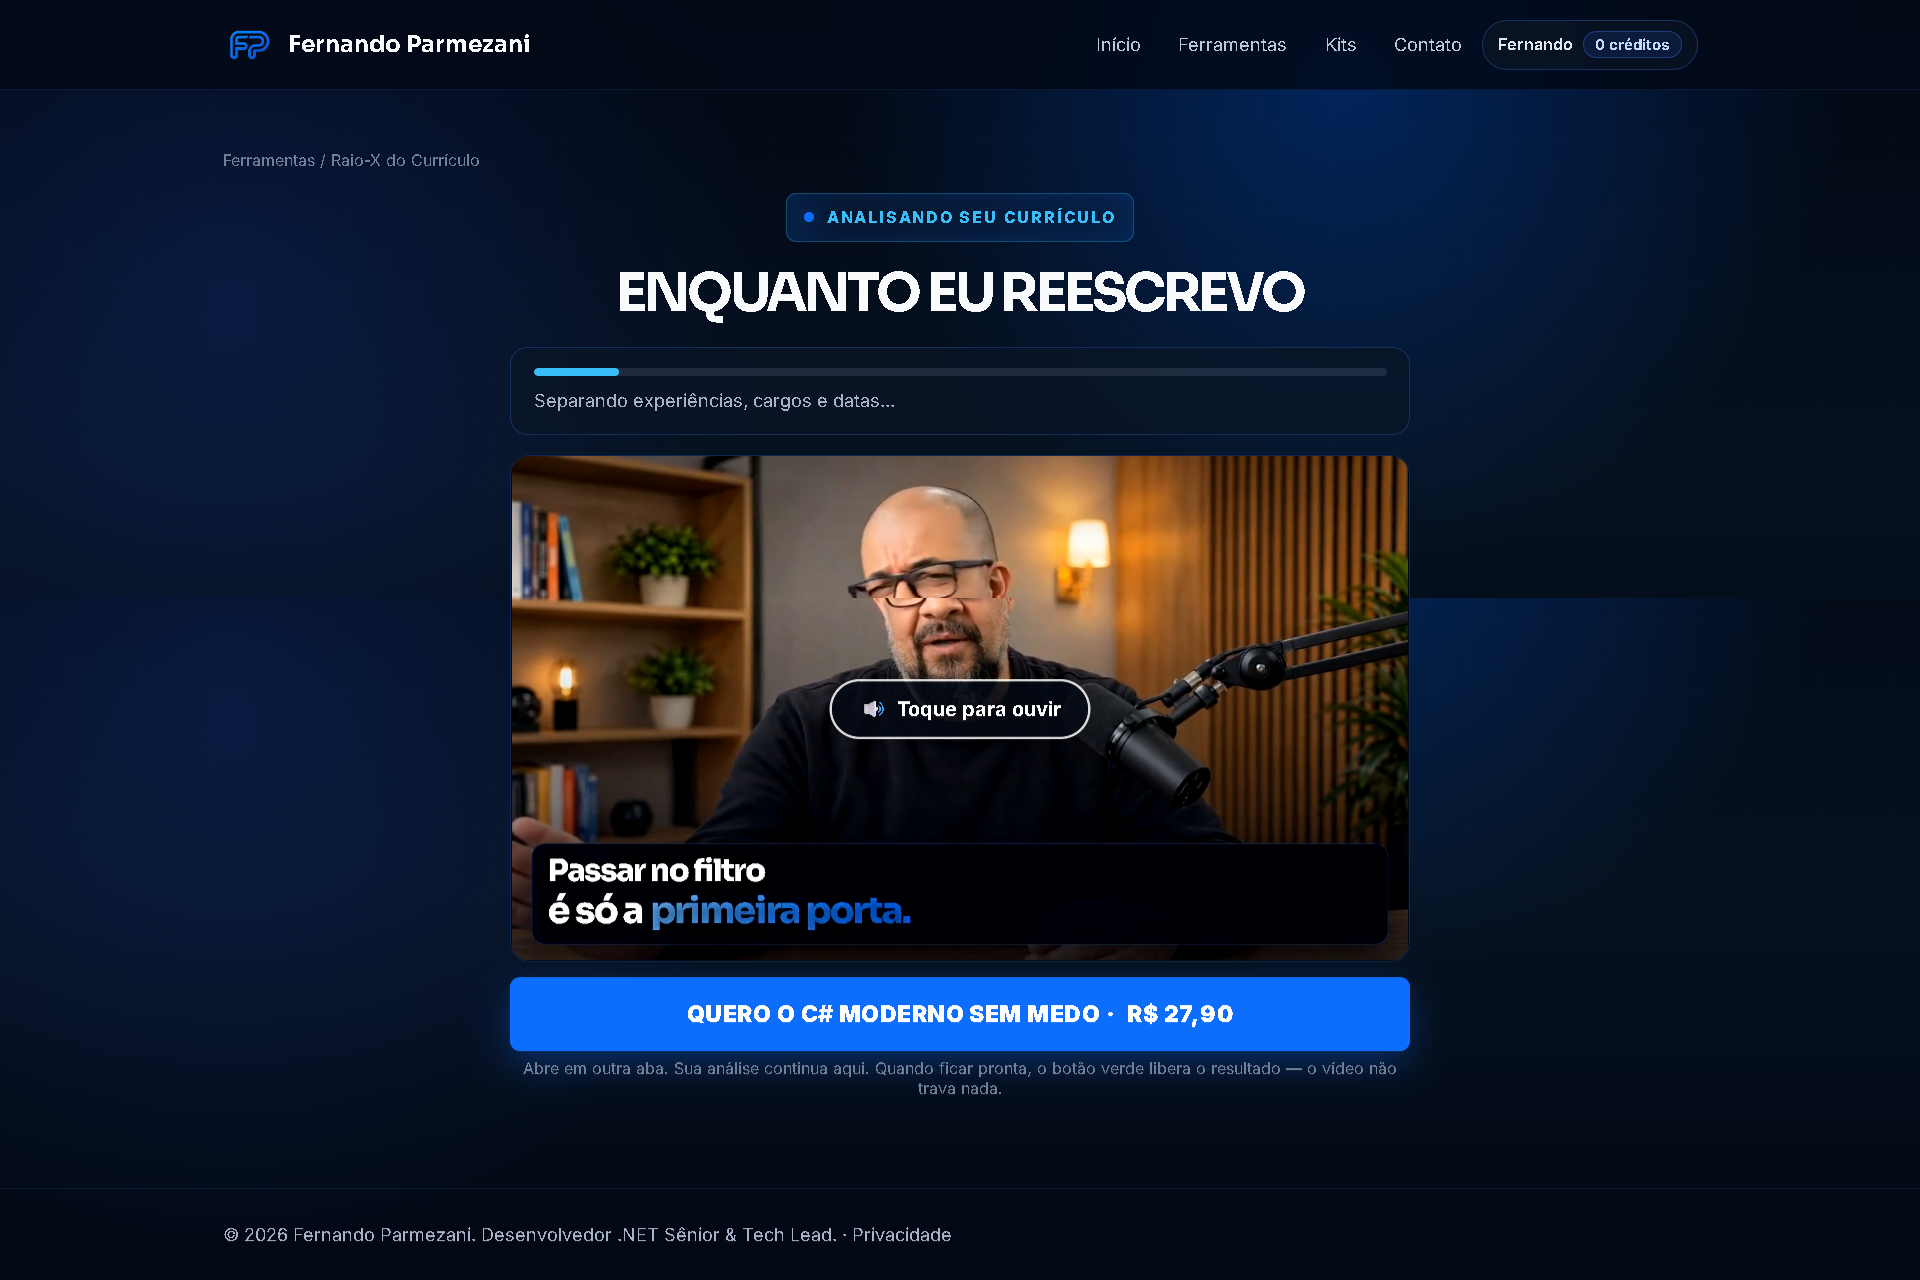 FP Fernando Parmezani
Início Ferramentas Kits Contato Fernando 0 créditos
Ferramentas / Raio-X do Currículo
ANALISANDO SEU CURRÍCULO
ENQUANTO EU REESCREVO
Separando experiências, cargos e datas...
Toque para ouvir
Passar no filtro
é só a primeira porta.
QUERO O C# MODERNO SEM MEDO · R$ 27,90
Abre em outra aba. Sua análise continua aqui. Quando ficar pronta, o botão verde libera o resultado — o vídeo não
trava nada.
© 2026 Fernando Parmezani. Desenvolvedor .NET Sênior & Tech Lead. · Privacidade